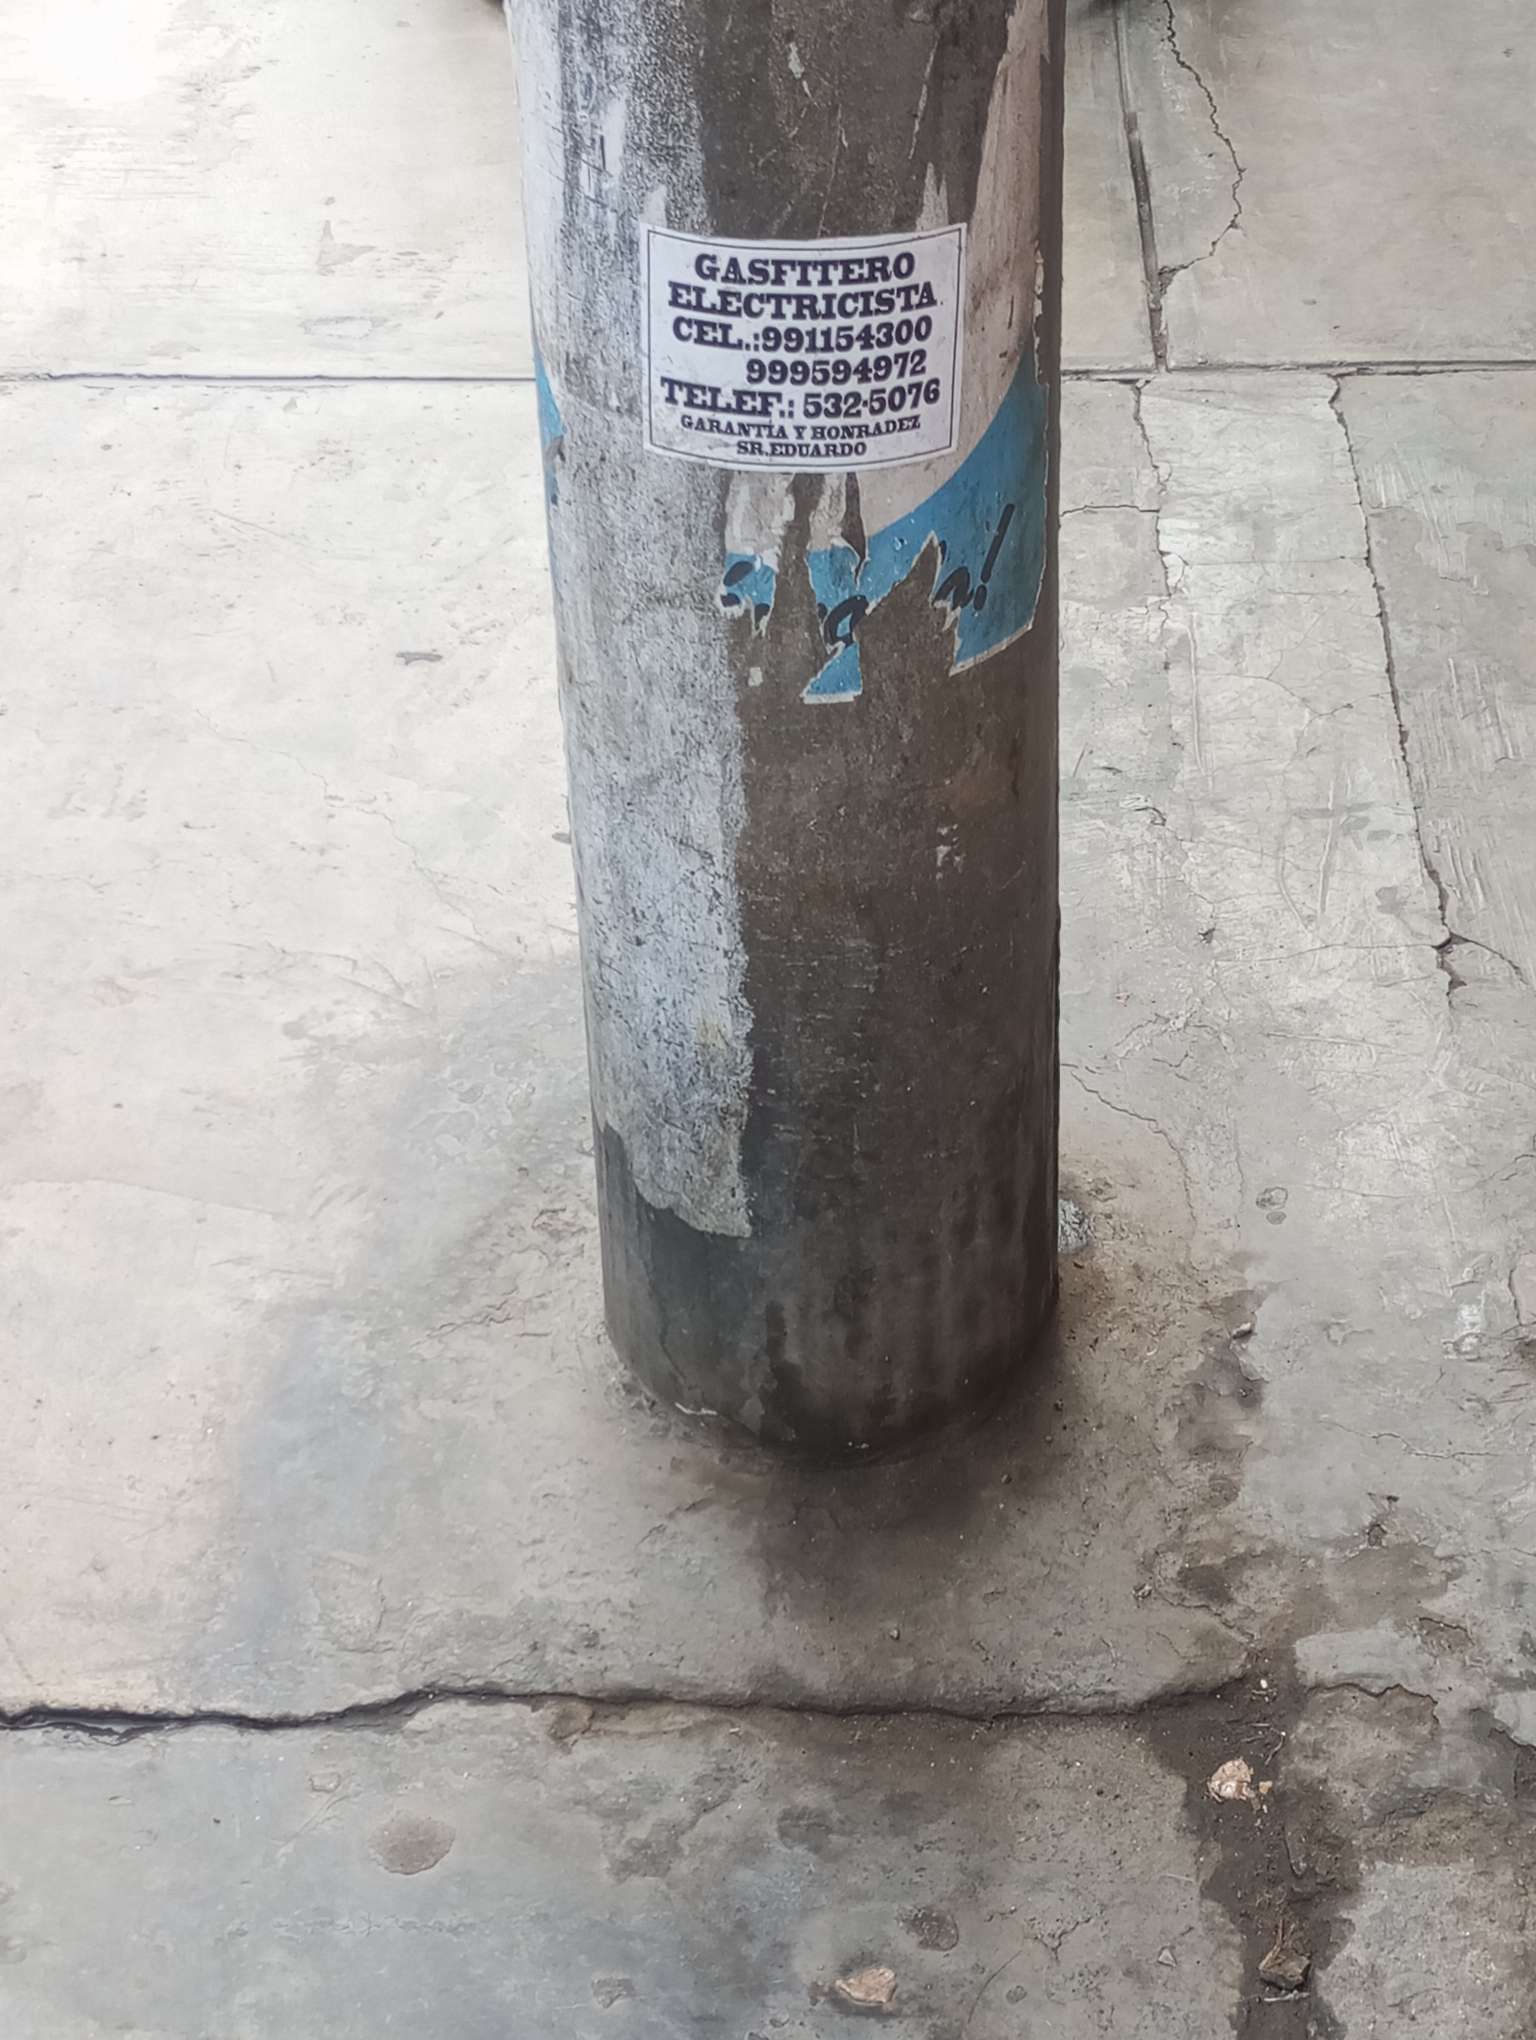 GASFITERO
ELECTRICISTA
CEL.:991154300
999594972
TELEF.: 532-5076
GARANTIA Y HONRADEZ
SR. EDUARDO